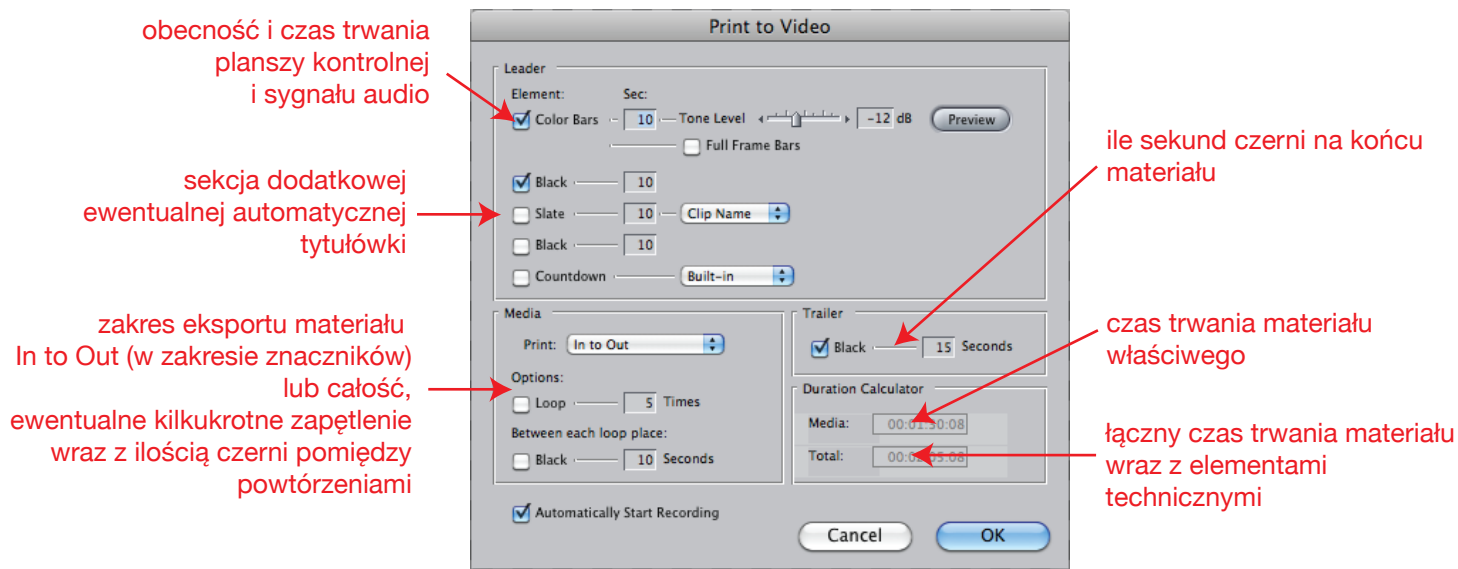 obecność i czas trwania
planszy kontrolnej
i sygnału audio
sekcja dodatkowej
ewentualnej automatycznej
tytułówki
zakres eksportu materiału
In to Out (w zakresie znaczników)
lub całość,
ewentualne kilkukrotne zapętlenie
wraz z ilością czerni pomiędzy
powtórzeniami
Print to Video
Leader
Element: Sec:
Color Bars 10 Tone Level -12 dB Preview
Full Frame Bars
Black 10
Slate 10 Clip Name
Black 10
Countdown Built-in
Media
Print: In to Out
Options:
Loop 5 Times
Between each loop place:
Black 10 Seconds
Automatically Start Recording
Trailer
Black 15 Seconds
Duration Calculator
Media:
Total:
Cancel OK
ile sekund czerni na końcu
materiału
czas trwania materiału
właściwego
łączny czas trwania materiału
wraz z elementami
technicznymi